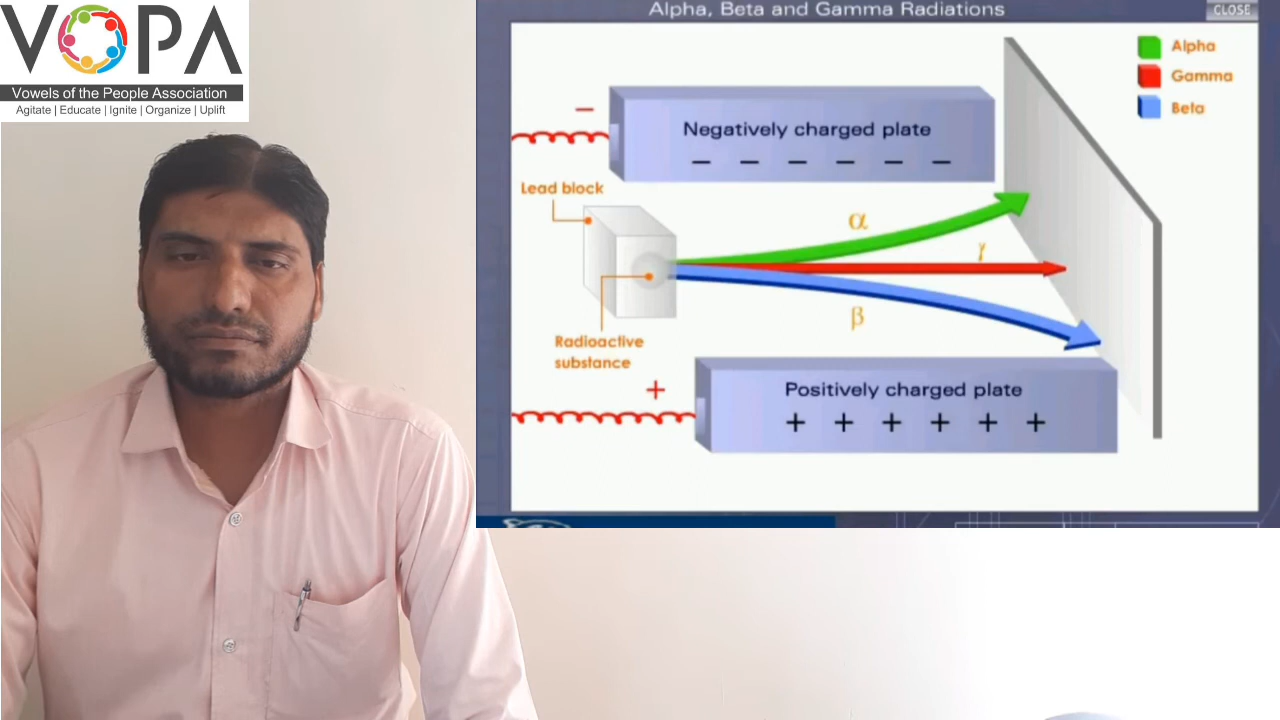 VOPA
Vowels of the People Association
Agitate | Educate | Ignite | Organize | Uplift
Alpha, Beta and Gamma Radiations
CLOSE
Alpha
Gamma
Beta
−
Negatively charged plate
− − − − − −
Lead block
α
γ
β
Radioactive
substance
+
Positively charged plate
+ + + + + +